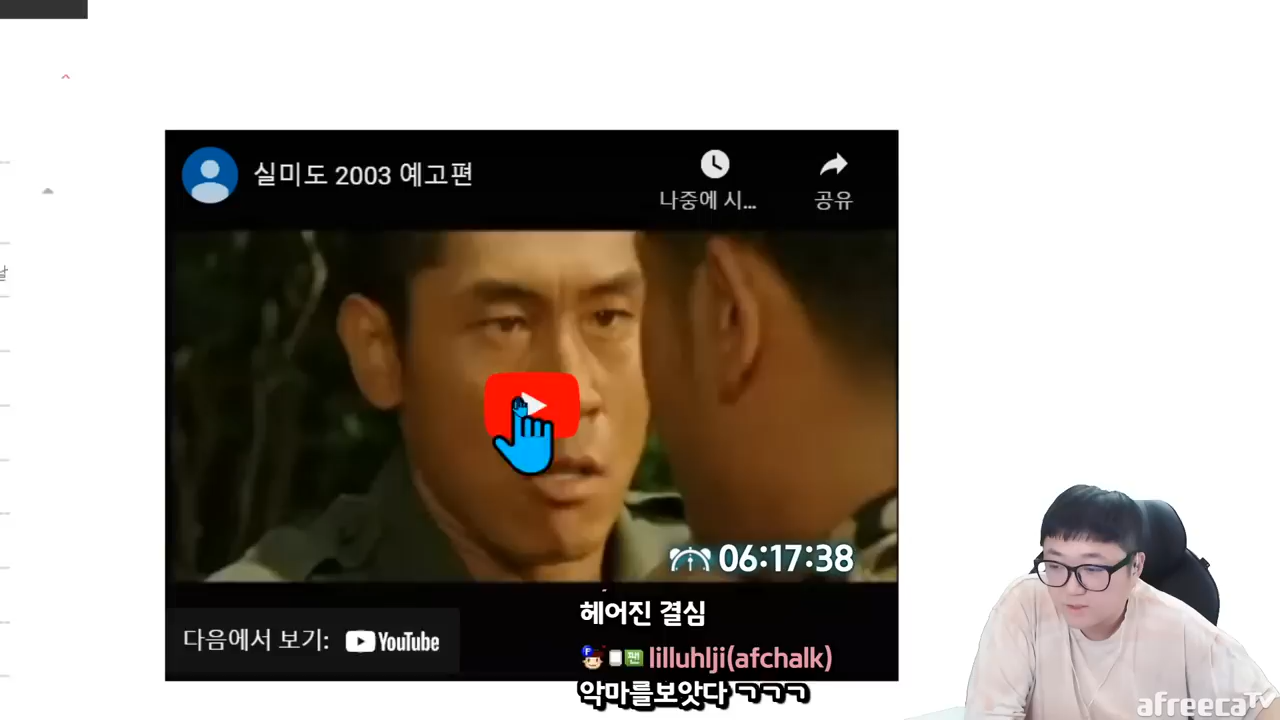 실미도 2003 예고편
나중에 시...
공유
06:17:38
헤어진 결심
다음에서 보기: YouTube
팬 lilluhlji(afchalk)
악마를보앗다 ㄱㄱㄱ
afreecaTV